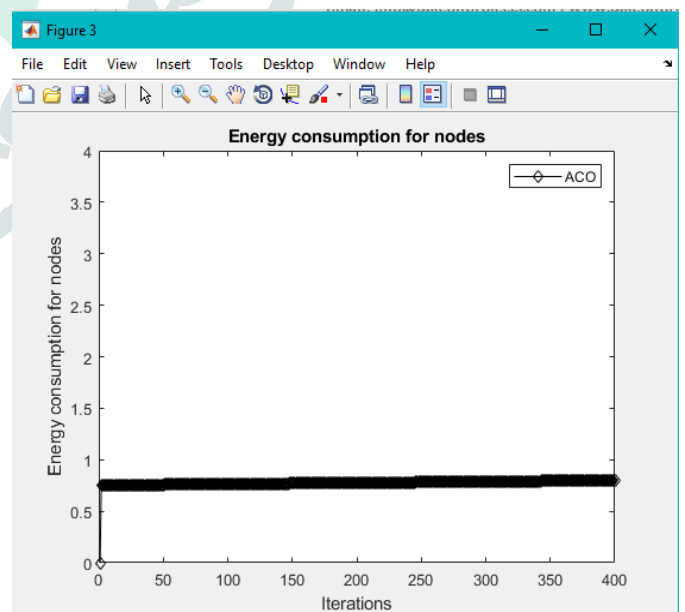 Figure 3
File Edit View Insert Tools Desktop Window Help
Energy consumption for nodes
ACO
Energy consumption for nodes
4
3.5
3
2.5
2
1.5
1
0.5
0
0 50 100 150 200 250 300 350 400
Iterations